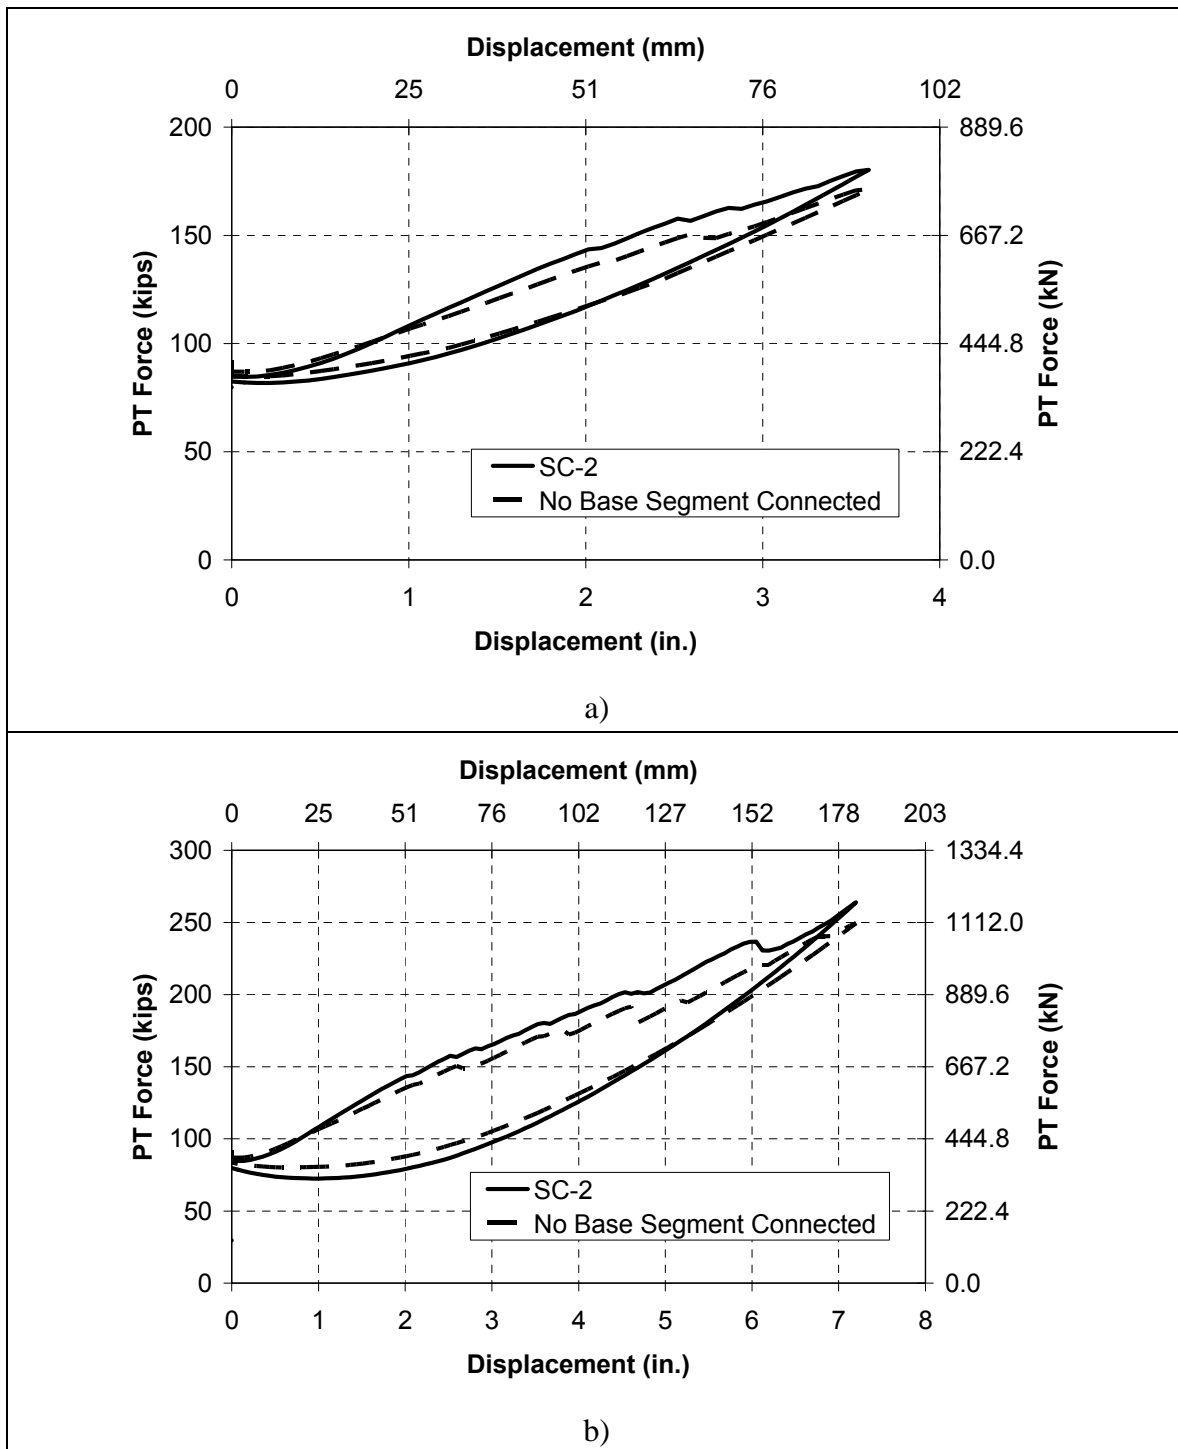 Displacement (mm)
0 25 51 76 102
200 889.6
150 667.2
100 444.8
50 222.4
0 0.0
PT Force (kips)
PT Force (kN)
SC-2
No Base Segment Connected
0 1 2 3 4
Displacement (in.)
a)
Displacement (mm)
0 25 51 76 102 127 152 178 203
300 1334.4
250 1112.0
200 889.6
150 667.2
100 444.8
50 222.4
0 0.0
PT Force (kips)
PT Force (kN)
SC-2
No Base Segment Connected
0 1 2 3 4 5 6 7 8
Displacement (in.)
b)